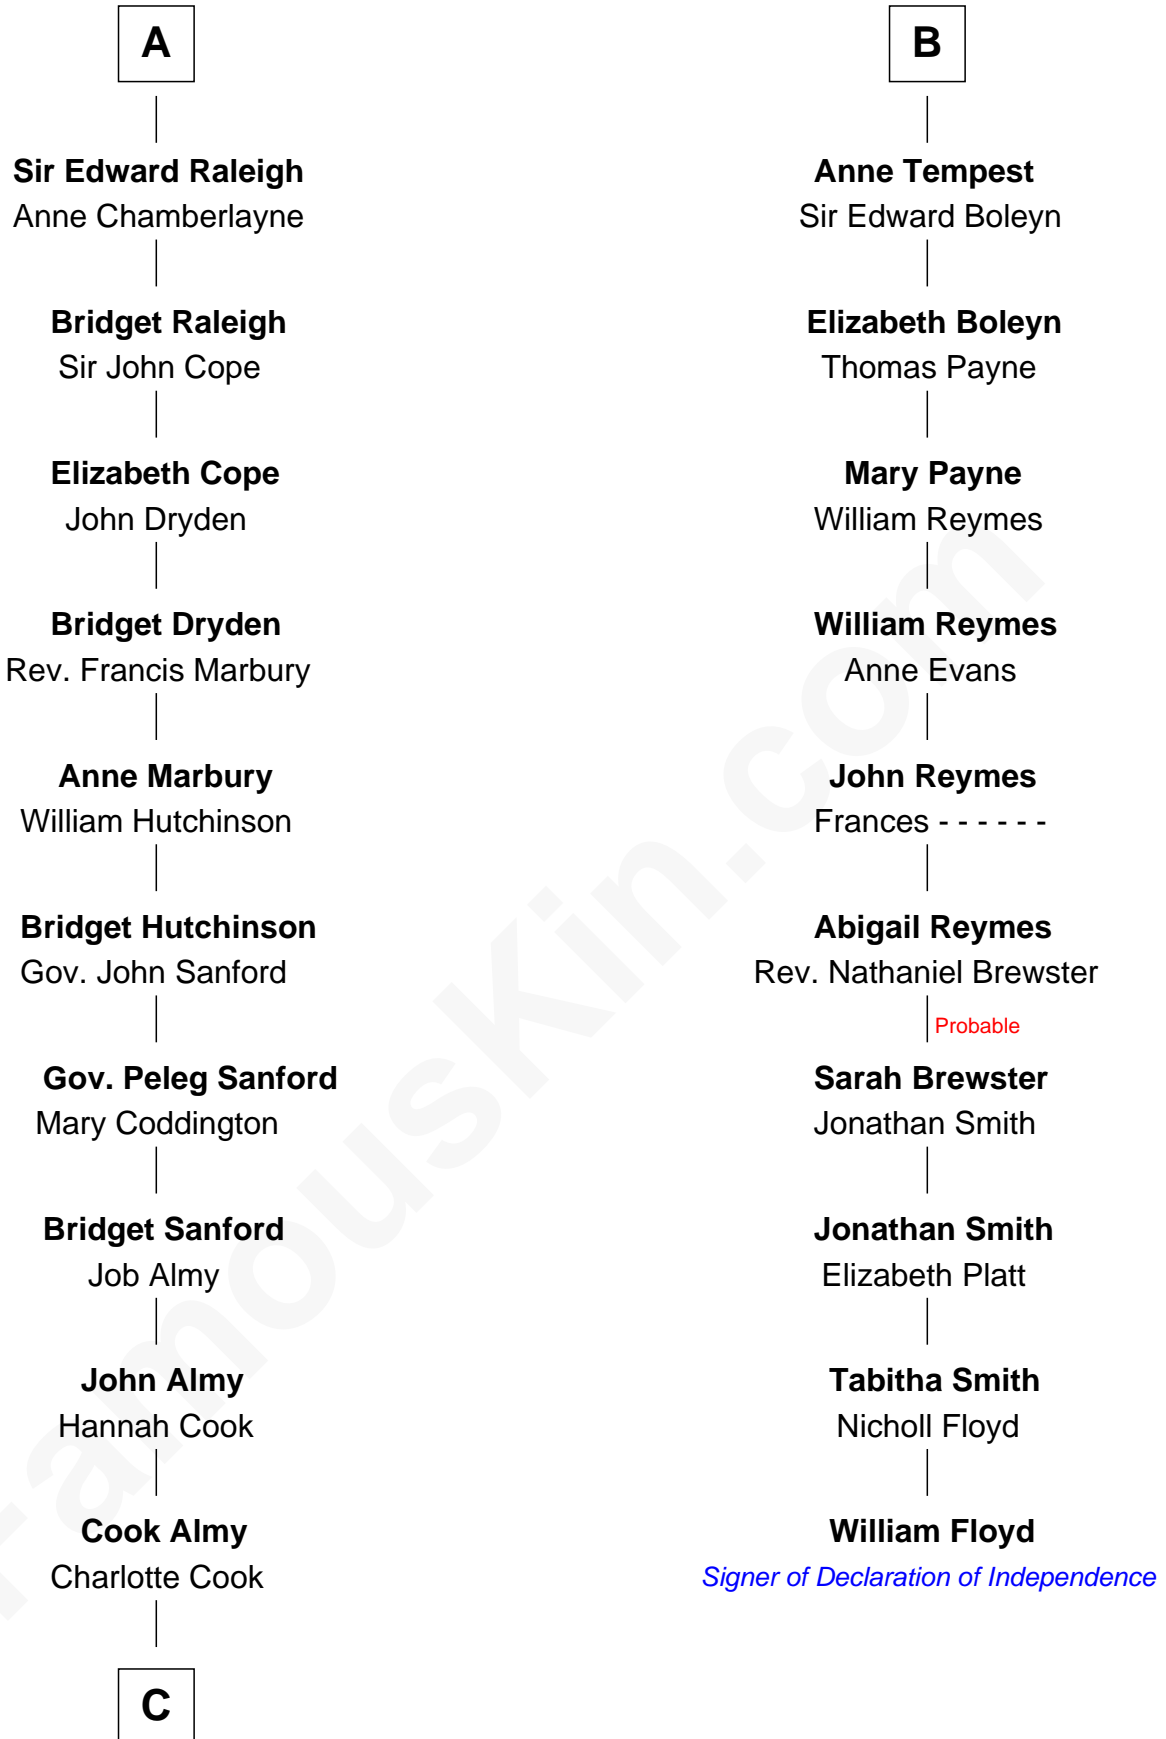 A
Sir Edward Raleigh
Anne Chamberlayne
Bridget Raleigh
Sir John Cope
Elizabeth Cope
John Dryden
Bridget Dryden
Rev. Francis Marbury
Anne Marbury
William Hutchinson
Bridget Hutchinson
Gov. John Sanford
Gov. Peleg Sanford
Mary Coddington
Bridget Sanford
Job Almy
John Almy
Hannah Cook
Cook Almy
Charlotte Cook
C
B
Anne Tempest
Sir Edward Boleyn
Elizabeth Boleyn
Thomas Payne
Mary Payne
William Reymes
William Reymes
Anne Evans
John Reymes
Frances - - - - - -
Abigail Reymes
Rev. Nathaniel Brewster
Probable
Sarah Brewster
Jonathan Smith
Jonathan Smith
Elizabeth Platt
Tabitha Smith
Nicholl Floyd
William Floyd
Signer of Declaration of Independence
FamousKin.com